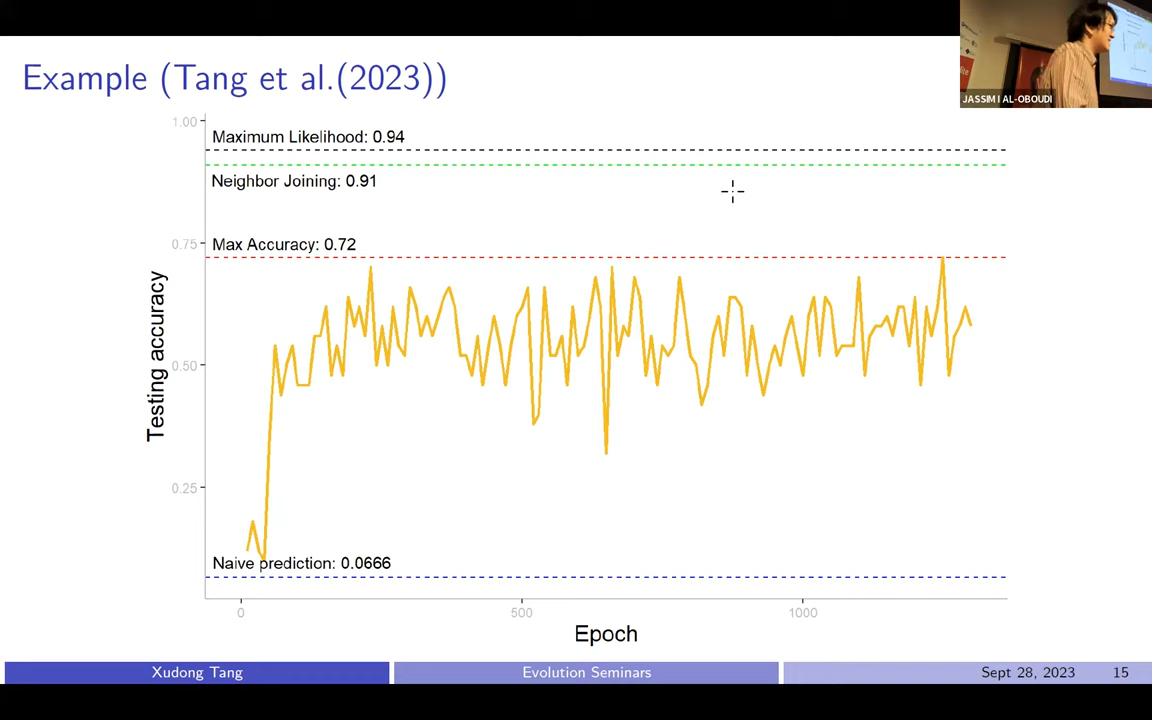 Example (Tang et al.(2023))
JASSIM I AL-OBOUDI
1.00
Maximum Likelihood: 0.94
Neighbor Joining: 0.91
0.75
Max Accuracy: 0.72
Testing accuracy
0.50
0.25
Naive prediction: 0.0666
0
500
1000
Epoch
Xudong Tang
Evolution Seminars
Sept 28, 2023
15